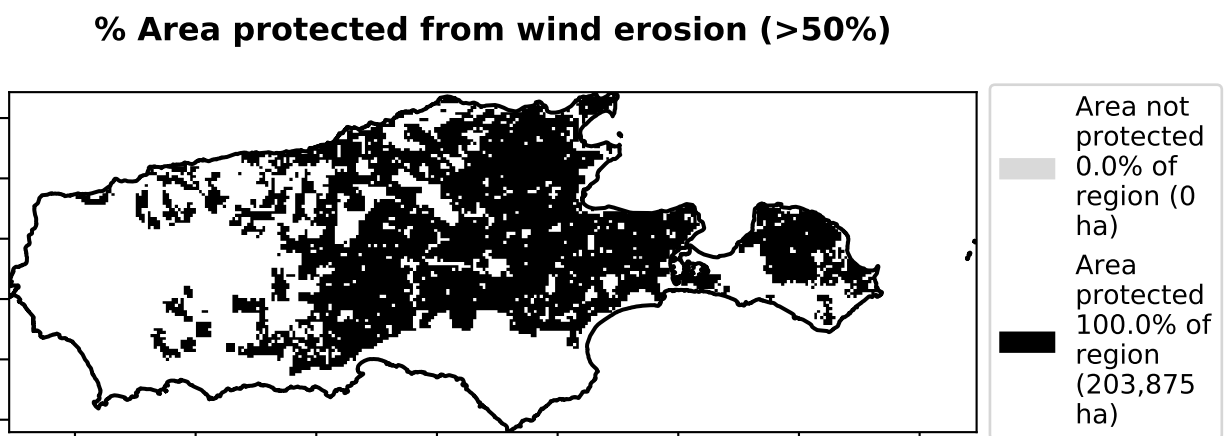 % Area protected from wind erosion (>50%)
Area not
protected
0.0% of
region (0
ha)
Area
protected
100.0% of
region
(203,875
ha)